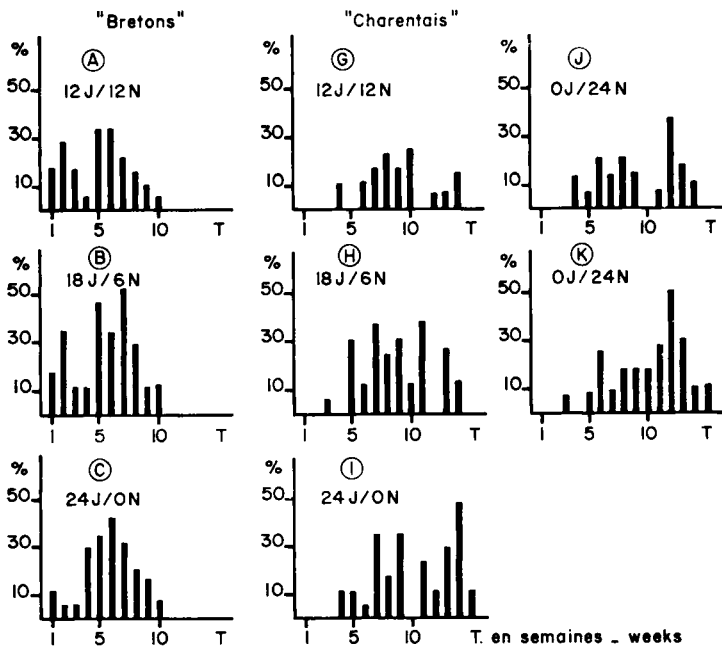 "Bretons" "Charentais"
% A 12J/12N
50
30
10
1 5 10 T
% G 12J/12N
50
30
10
1 5 10
% J 0J/24N
50
30
10
1 5 10 T
% B 18J/6N
50
30
10
1 5 10 T
% H 18J/6N
50
30
10
1 5 10 T
% K 0J/24N
50
30
10
1 5 10 T
% C 24J/0N
50
30
10
1 5 10 T
% I 24J/0N
50
30
10
1 5 10
T. en semaines _ weeks